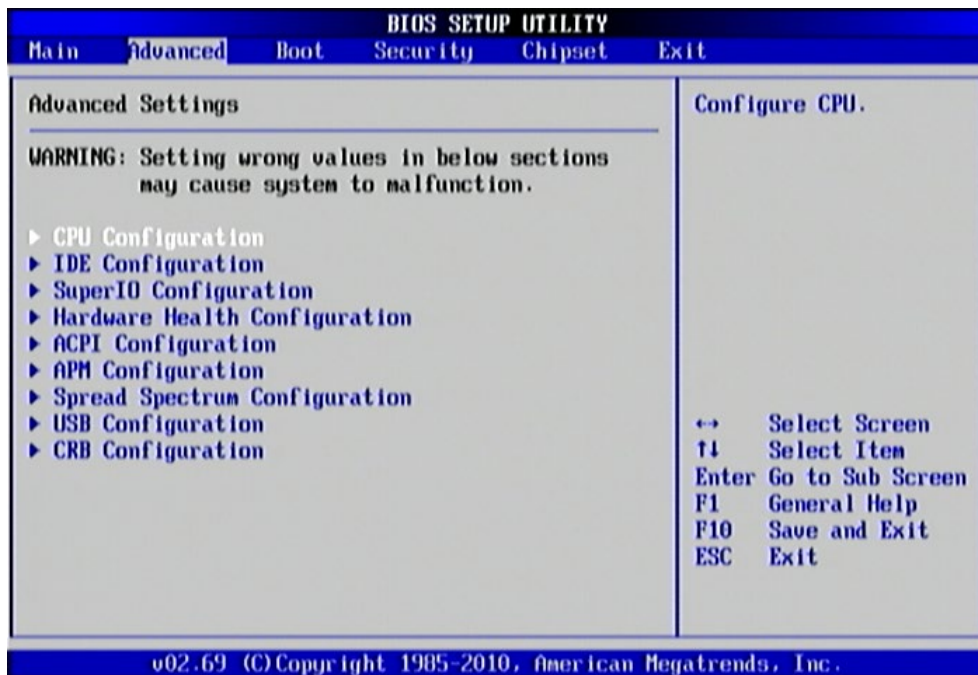 BIOS SETUP UTILITY
Main Advanced Boot Security Chipset Exit
Advanced Settings
WARNING: Setting wrong values in below sections
may cause system to malfunction.
▶ CPU Configuration
▶ IDE Configuration
▶ SuperIO Configuration
▶ Hardware Health Configuration
▶ ACPI Configuration
▶ APM Configuration
▶ Spread Spectrum Configuration
▶ USB Configuration
▶ CRB Configuration
Configure CPU.
↔ Select Screen
↑↓ Select Item
Enter Go to Sub Screen
F1 General Help
F10 Save and Exit
ESC Exit
v02.69 (C)Copyright 1985-2010, American Megatrends, Inc.